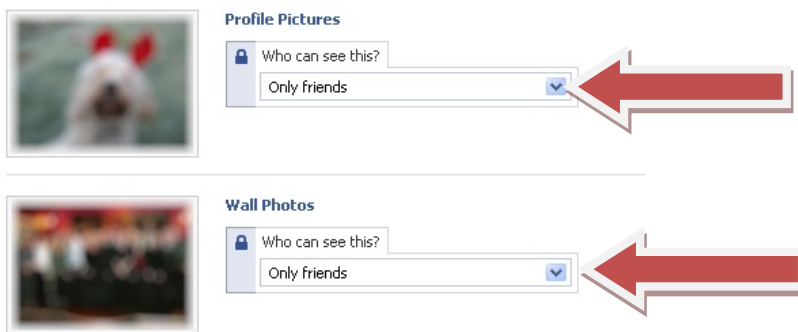 Profile Pictures
Who can see this?
Only friends
Wall Photos
Who can see this?
Only friends